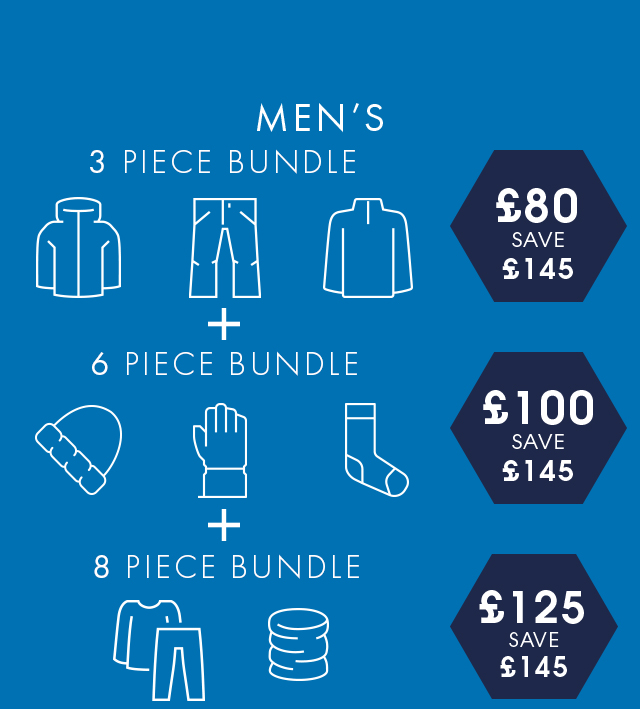 MEN'S
3 PIECE BUNDLE
£80
SAVE
£145
+
6 PIECE BUNDLE
£100
SAVE
£145
+
8 PIECE BUNDLE
£125
SAVE
£145